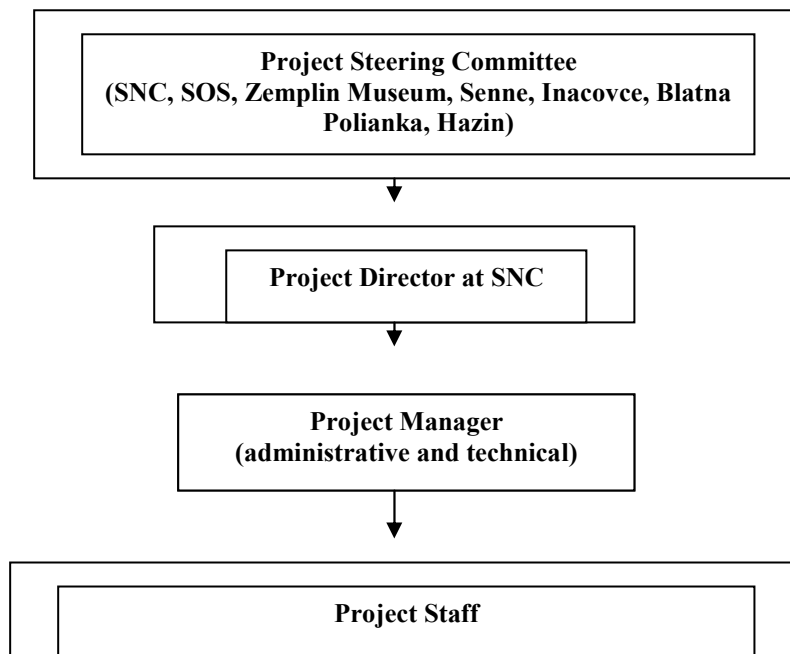 Project Steering Committee
(SNC, SOS, Zemplin Museum, Senne, Inacovce, Blatna
Polianka, Hazin)
Project Director at SNC
Project Manager
(administrative and technical)
Project Staff